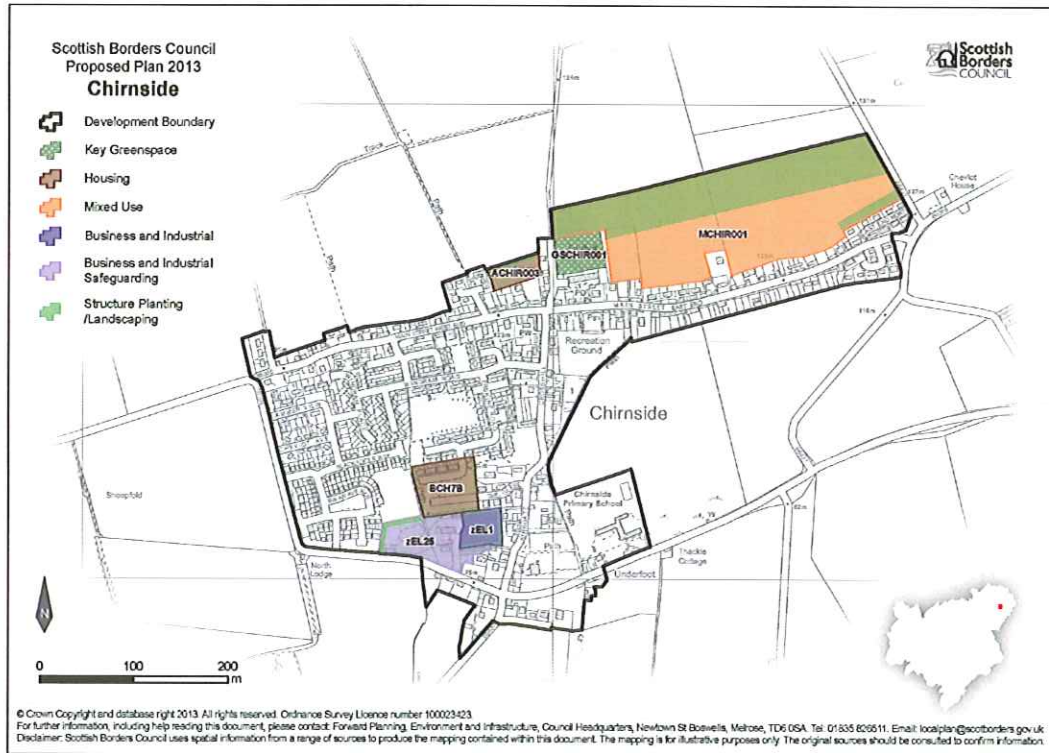 Scottish Borders Council
Proposed Plan 2013
Chirnside
Development Boundary
Key Greenspace
Housing
Mixed Use
Business and Industrial
Business and Industrial
Safeguarding
Structure Planting
/Landscaping
Scottish
Borders
COUNCIL
Track
Path
Path
Cheviot
House
MCHIR001
GSCHIR001
ACHIR003
Recreation
Ground
Path
Chirnside
Sheepfold
BCH7B
Chirnside
Primary School
zEL1
zEL25
Path
North
Lodge
Underfoot
Thackle
Cottage
N
0 100 200
m
© Crown Copyright and database right 2013. All rights reserved. Ordnance Survey Licence number 100023423.
For further information, including help reading this document, please contact: Forward Planning, Environment and Infrastructure, Council Headquarters, Newtown St Boswells, Melrose, TD6 0SA. Tel: 01835 826511. Email: localplan@scotborders.gov.uk
Disclaimer: Scottish Borders Council uses spatial information from a range of sources to produce the mapping contained within this document. The mapping is for illustrative purposes only. The original sources should be consulted to confirm information.